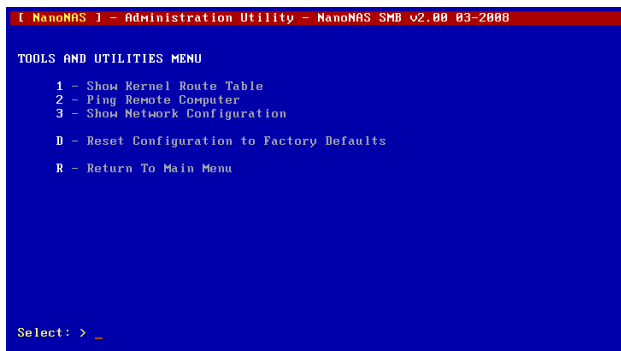 [ NanoNAS ] - Administration Utility - NanoNAS SMB v2.00 03-2008
TOOLS AND UTILITIES MENU
1 - Show Kernel Route Table
2 - Ping Remote Computer
3 - Show Network Configuration
D - Reset Configuration to Factory Defaults
R - Return To Main Menu
Select: > _